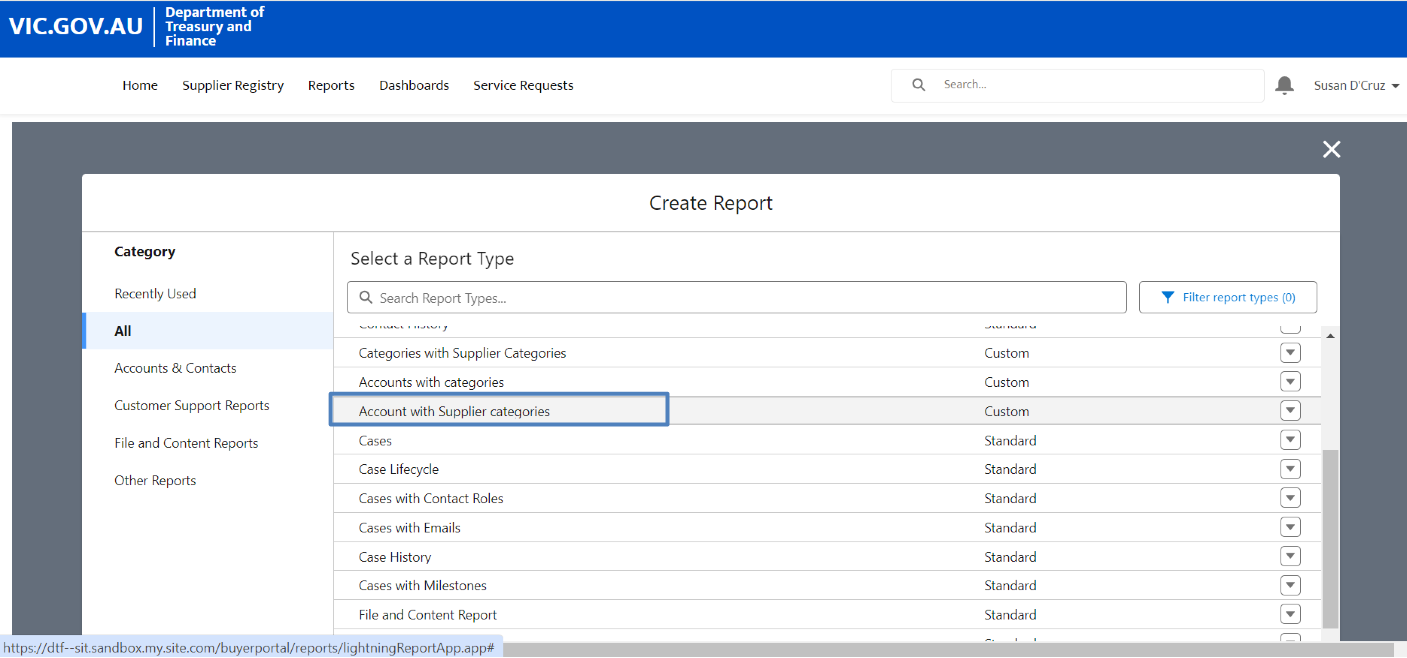 VIC.GOV.AU
Department of
Treasury and
Finance
Home Supplier Registry Reports Dashboards Service Requests
Search...
Susan D'Cruz
Create Report
Category
Recently Used
All
Accounts & Contacts
Customer Support Reports
File and Content Reports
Other Reports
Select a Report Type
Search Report Types...
Filter report types (0)
Contact History Standard
Categories with Supplier Categories Custom
Accounts with categories Custom
Account with Supplier categories Custom
Cases Standard
Case Lifecycle Standard
Cases with Contact Roles Standard
Cases with Emails Standard
Case History Standard
Cases with Milestones Standard
File and Content Report Standard
https://dtf--sit.sandbox.my.site.com/buyerportal/reports/lightningReportApp.app#